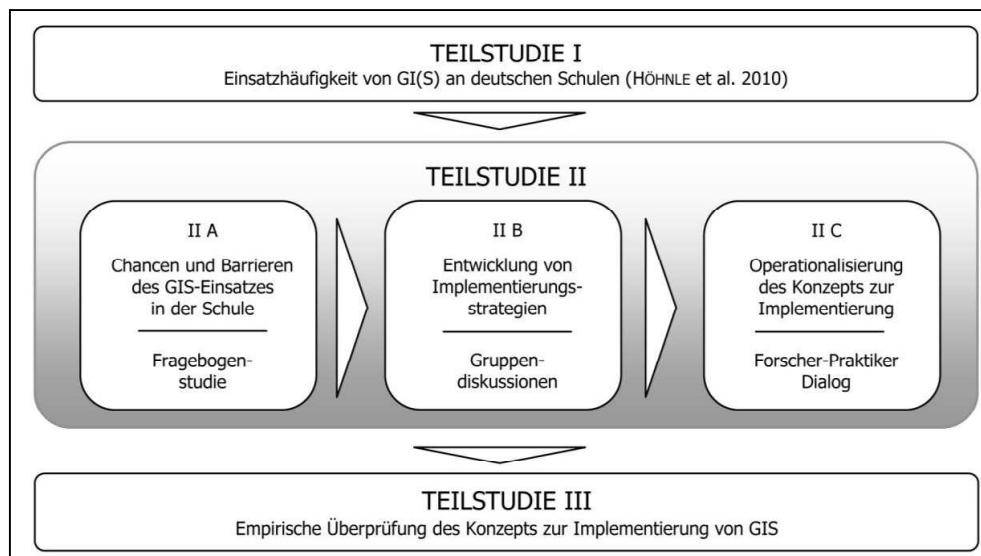 TEILSTUDIE I
Einsatzhäufigkeit von GI(S) an deutschen Schulen (HÖHNLE et al. 2010)
TEILSTUDIE II
II A
Chancen und Barrieren
des GIS-Einsatzes
in der Schule
Fragebogen-
studie
II B
Entwicklung von
Implementierungs-
strategien
Gruppen-
diskussionen
II C
Operationalisierung
des Konzepts zur
Implementierung
Forscher-Praktiker
Dialog
TEILSTUDIE III
Empirische Überprüfung des Konzepts zur Implementierung von GIS